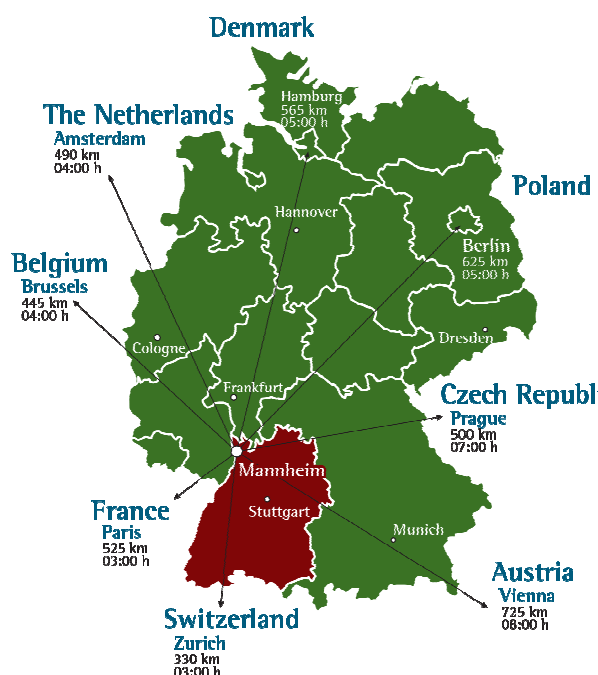 Denmark
Hamburg
565 km
05:00 h
The Netherlands
Amsterdam
490 km
04:00 h
Poland
Hannover
Berlin
625 km
05:00 h
Belgium
Brussels
445 km
04:00 h
Cologne
Dresden
Frankfurt
Czech Republ
Prague
500 km
07:00 h
Mannheim
Stuttgart
France
Paris
525 km
03:00 h
Munich
Austria
Vienna
725 km
08:00 h
Switzerland
Zurich
330 km
03:00 h